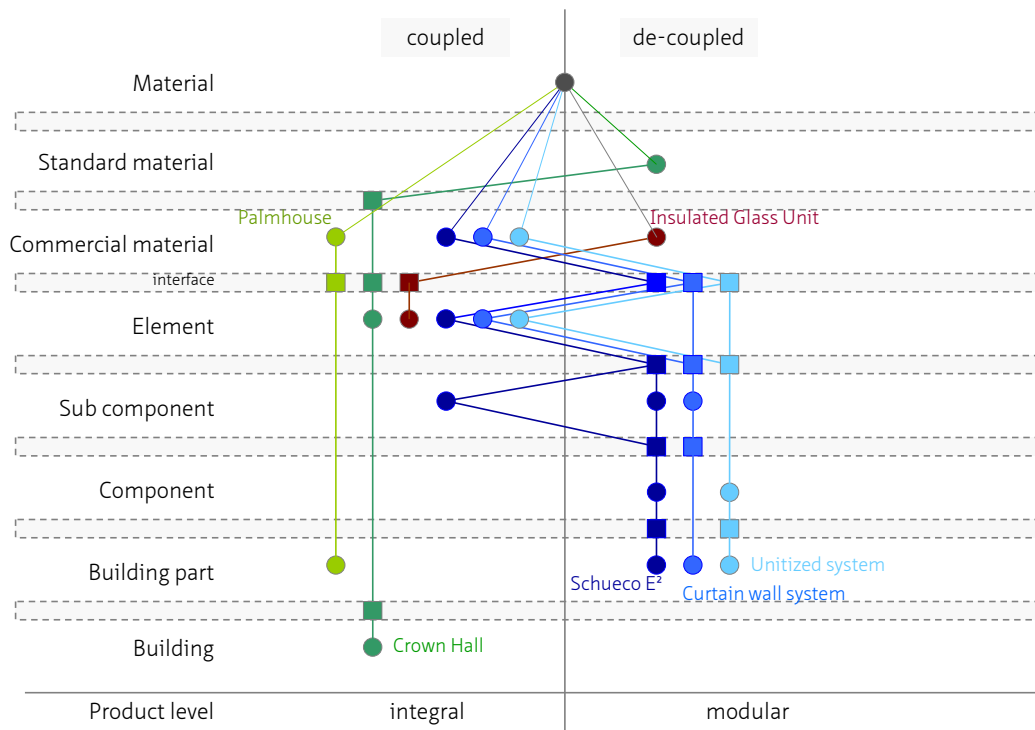 coupled
de-coupled
Material
Standard material
Palmhouse
Insulated Glass Unit
Commercial material
interface
Element
Sub component
Component
Building part
Unitized system
Schueco E²
Curtain wall system
Building
Crown Hall
Product level
integral
modular